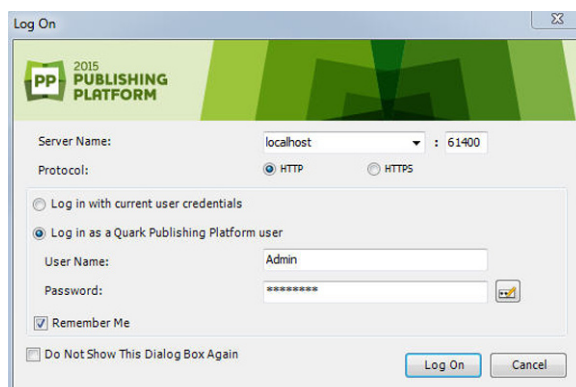 Log On
2015
PP PUBLISHING
PLATFORM
Server Name: localhost : 61400
Protocol: HTTP HTTPS
Log in with current user credentials
Log in as a Quark Publishing Platform user
User Name: Admin
Password: ********
Remember Me
Do Not Show This Dialog Box Again
Log On Cancel